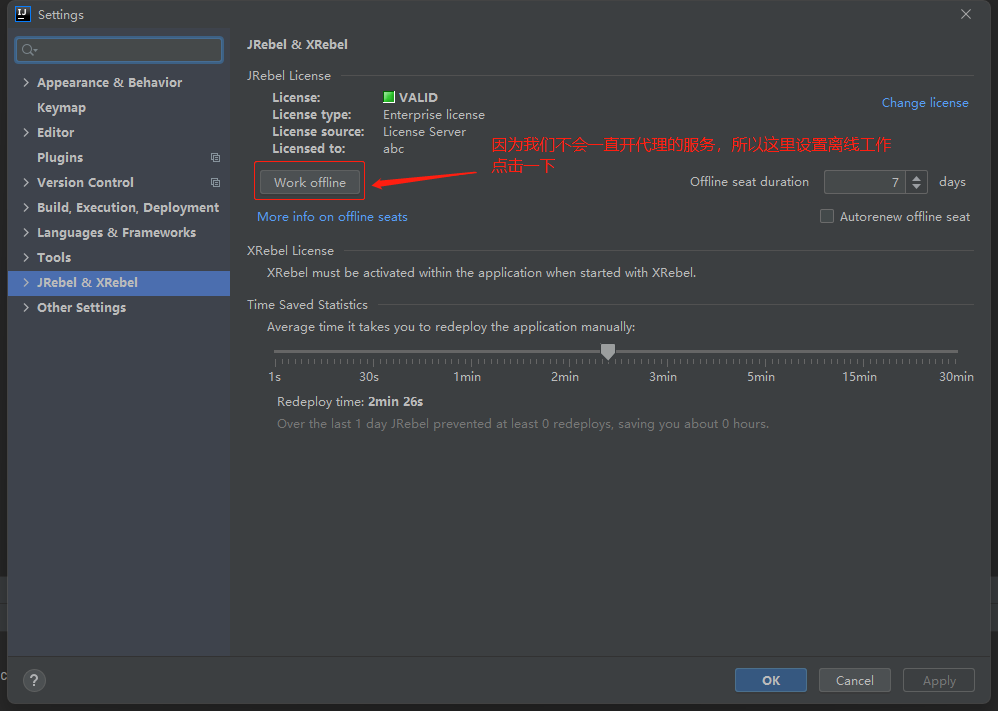 Settings
JRebel & XRebel
JRebel License
Appearance & Behavior
Keymap
Editor
Plugins
Version Control
Build, Execution, Deployment
Languages & Frameworks
Tools
JRebel & XRebel
Other Settings
License: VALID
Change license
License type: Enterprise license
License source: License Server
Licensed to: abc
因为我们不会一直开代理的服务，所以这里设置离线工作
点击一下
Work offline
Offline seat duration 7 days
More info on offline seats
Autorenew offline seat
XRebel License
XRebel must be activated within the application when started with XRebel.
Time Saved Statistics
Average time it takes you to redeploy the application manually:
1s 30s 1min 2min 3min 5min 15min 30min
Redeploy time: 2min 26s
Over the last 1 day JRebel prevented at least 0 redeploys, saving you about 0 hours.
?
OK Cancel Apply